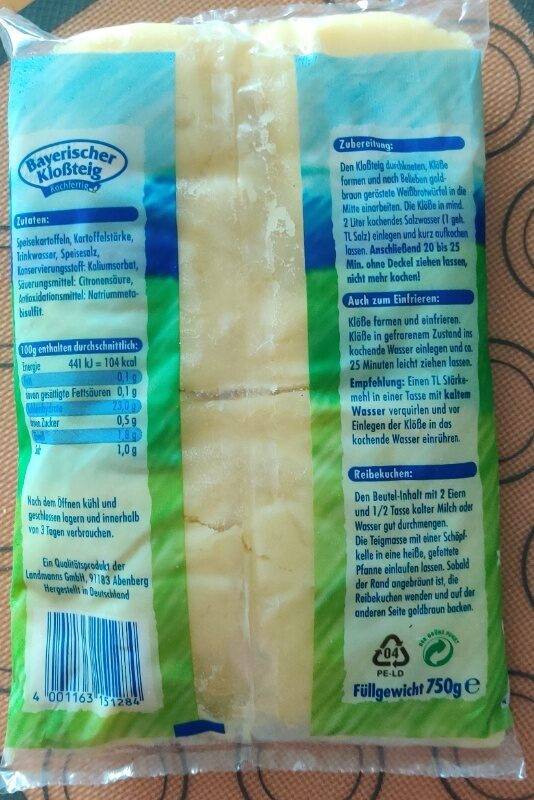 Bayerischer
Kloßteig
Kochfertig
Zutaten:
Speisekartoffeln, Kartoffelstärke,
Trinkwasser, Speisesalz,
Konservierungsstoff: Kaliumsorbat,
Säuerungsmittel: Citronensäure,
Antioxidationsmittel: Natriummeta-
bisulfit.
100g enthalten durchschnittlich:
Energie 441 kJ = 104 kcal
Fett 0,1 g
davon gesättigte Fettsäuren 0,1 g
Kohlenhydrate 23,0 g
davon Zucker 0,5 g
1,8 g
Salz 1,0 g
Nach dem Öffnen kühl und
geschlossen lagern und innerhalb
von 3 Tagen verbrauchen.
Ein Qualitätsprodukt der
Landmanns GmbH, 91183 Abenberg
Hergestellt in Deutschland
4 001163 151284
Zubereitung:
Den Kloßteig durchkneten, Klöße
formen und nach Belieben gold-
braun geröstete Weißbrotwürfel in die
Mitte einarbeiten. Die Klöße in mind.
2 Liter kochendes Salzwasser (1 geh.
TL Salz) einlegen und kurz aufkochen
lassen. Anschließend 20 bis 25
Min. ohne Deckel ziehen lassen,
nicht mehr kochen!
Auch zum Einfrieren:
Klöße formen und einfrieren.
Klöße in gefrorenem Zustand ins
kochende Wasser einlegen und ca.
25 Minuten leicht ziehen lassen.
Empfehlung: Einen TL Stärke-
mehl in einer Tasse mit kaltem
Wasser verquirlen und vor
Einlegen der Klöße in das
kochende Wasser einrühren.
Reibekuchen:
Den Beutel-Inhalt mit 2 Eiern
und 1/2 Tasse kalter Milch oder
Wasser gut durchmengen.
Die Teigmasse mit einer Schöpf-
kelle in eine heiße, gefettete
Pfanne einlaufen lassen. Sobald
der Rand angebräunt ist, die
Reibekuchen wenden und auf der
anderen Seite goldbraun backen.
04
PE-LD
DER GRÜNE PUNKT
Füllgewicht 750g e